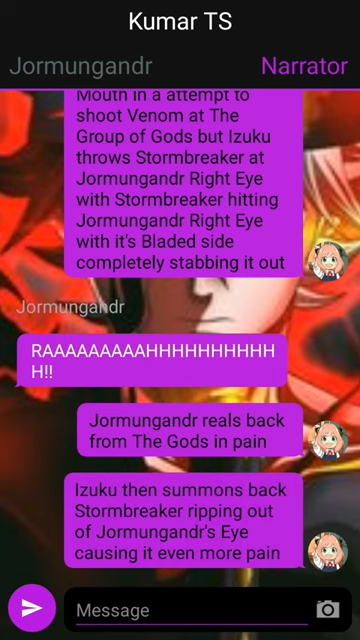 Kumar TS
Jormungandr
Narrator
Mouth in a attempt to
shoot Venom at The
Group of Gods but Izuku
throws Stormbreaker at
Jormungandr Right Eye
with Stormbreaker hitting
Jormungandr Right Eye
with it's Bladed side
completely stabbing it out
Jormungandr
RAAAAAAAAAHHHHHHHHHH
H!!
Jormungandr reals back
from The Gods in pain
Izuku then summons back
Stormbreaker ripping out
of Jormungandr's Eye
causing it even more pain
Message